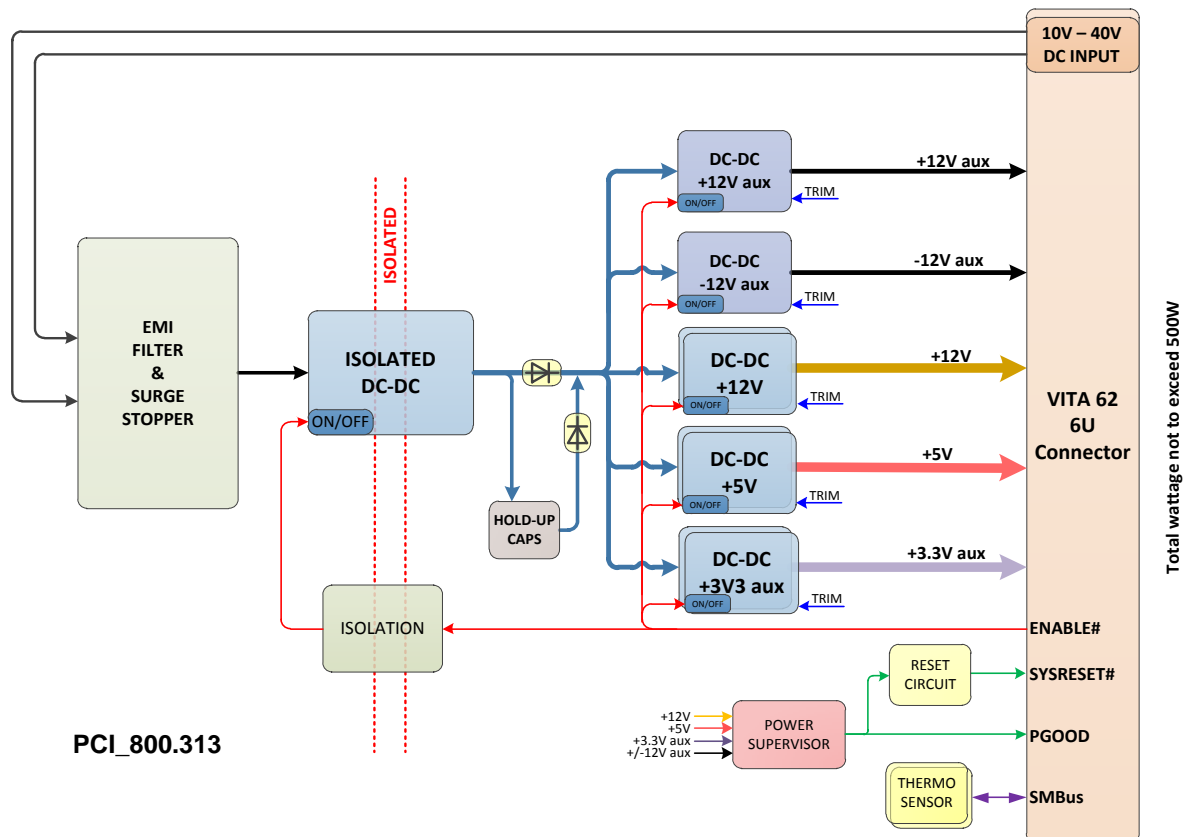 10V – 40V
DC INPUT
DC-DC
+12V aux
ON/OFF
TRIM
+12V aux
ISOLATED
DC-DC
-12V aux
ON/OFF
TRIM
-12V aux
EMI
FILTER
&
SURGE
STOPPER
ISOLATED
DC-DC
ON/OFF
DC-DC
+12V
ON/OFF
TRIM
+12V
VITA 62
6U
Connector
Total wattage not to exceed 500W
DC-DC
+5V
ON/OFF
TRIM
+5V
HOLD-UP
CAPS
DC-DC
+3V3 aux
ON/OFF
TRIM
+3.3V aux
ISOLATION
ENABLE#
RESET
CIRCUIT
SYSRESET#
+12V
+5V
+3.3V aux
+/-12V aux
POWER
SUPERVISOR
PGOOD
PCI_800.313
THERMO
SENSOR
SMBus